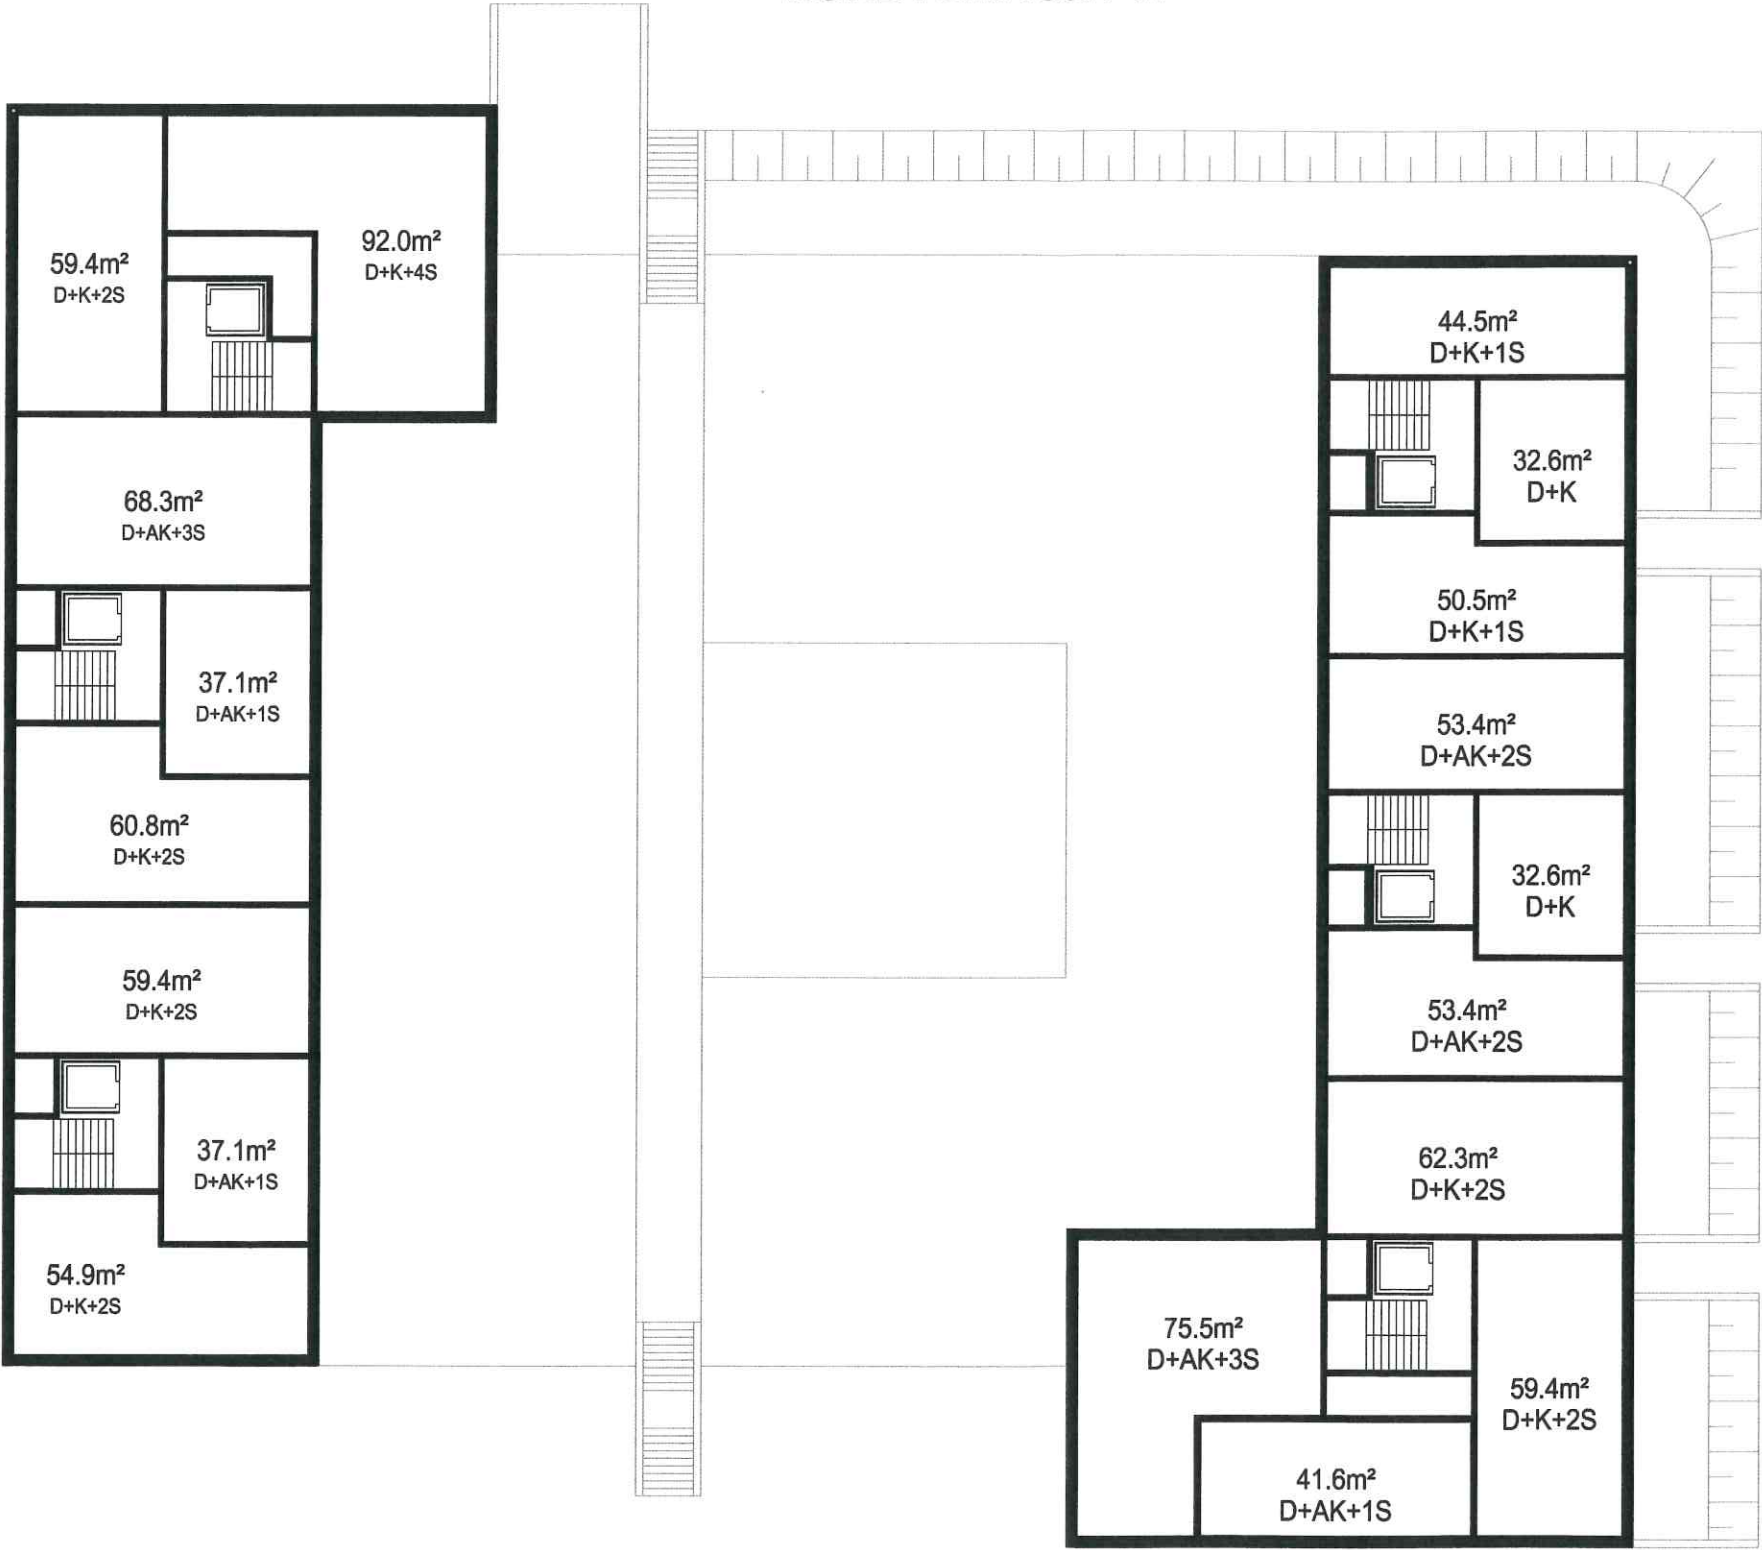 59.4m²
D+K+2S
92.0m²
D+K+4S
68.3m²
D+AK+3S
37.1m²
D+AK+1S
60.8m²
D+K+2S
59.4m²
D+K+2S
37.1m²
D+AK+1S
54.9m²
D+K+2S
44.5m²
D+K+1S
32.6m²
D+K
50.5m²
D+K+1S
53.4m²
D+AK+2S
32.6m²
D+K
53.4m²
D+AK+2S
62.3m²
D+K+2S
75.5m²
D+AK+3S
59.4m²
D+K+2S
41.6m²
D+AK+1S